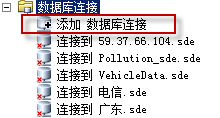 数据库连接
添加 数据库连接
连接到 59.37.66.104.sde
连接到 Pollution_sde.sde
连接到 VehicleData.sde
连接到 电信.sde
连接到 广东.sde